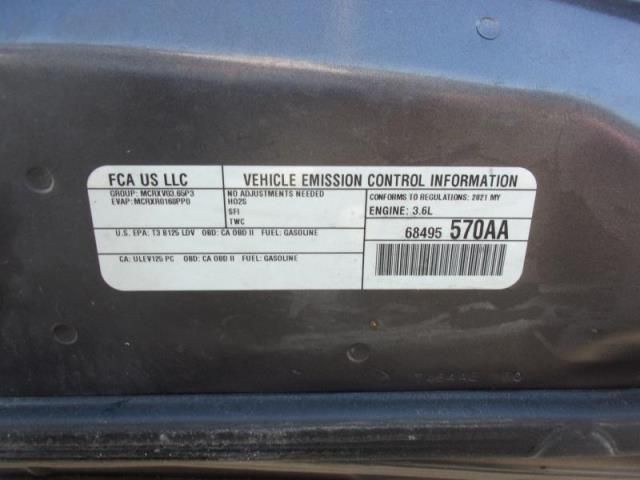 FCA US LLC
VEHICLE EMISSION CONTROL INFORMATION
GROUP: MCRXV03.65P3
EVAP: MCRXR0160PP0
NO ADJUSTMENTS NEEDED
HO2S
SFI
TWC
CONFORMS TO REGULATIONS: 2021 MY
ENGINE: 3.6L
U.S. EPA: T3 B125 LDV OBD: CA OBD II FUEL: GASOLINE
68495 570AA
CA: ULEV125 PC OBD: CA OBD II FUEL: GASOLINE